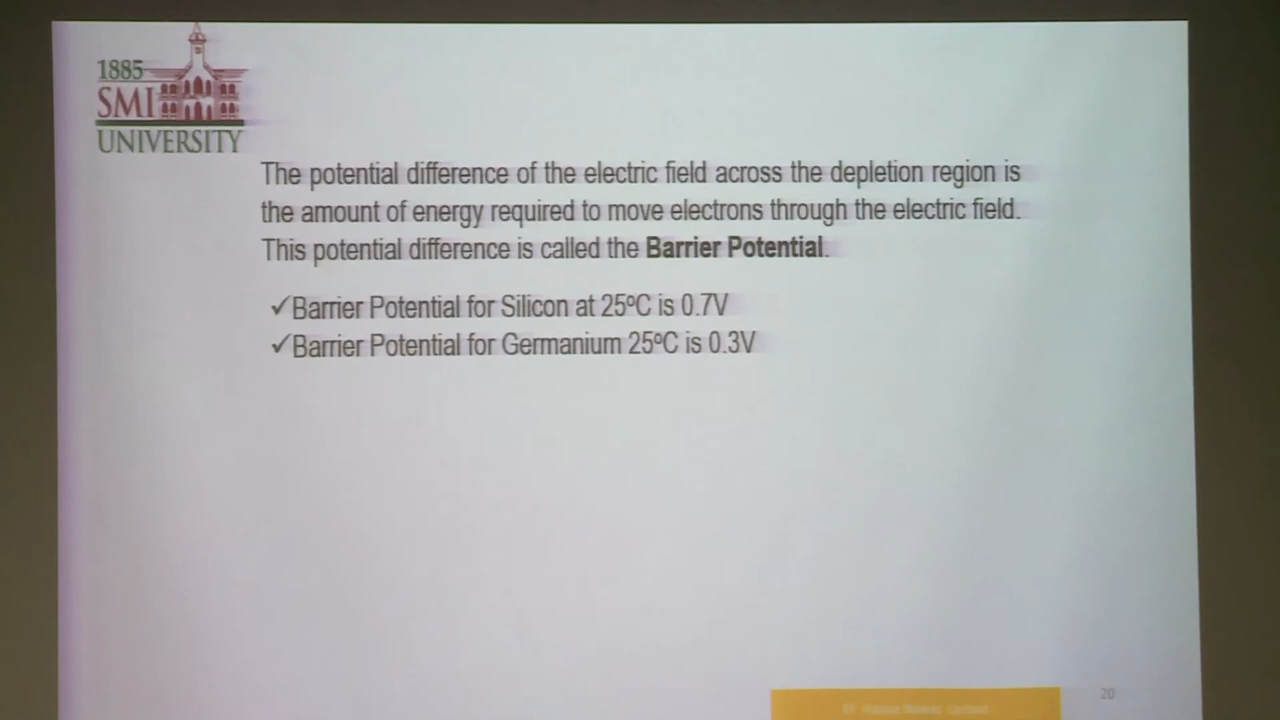 1885
SMI
UNIVERSITY
The potential difference of the electric field across the depletion region is
the amount of energy required to move electrons through the electric field.
This potential difference is called the Barrier Potential.
✓Barrier Potential for Silicon at 25ºC is 0.7V
✓Barrier Potential for Germanium 25ºC is 0.3V
20